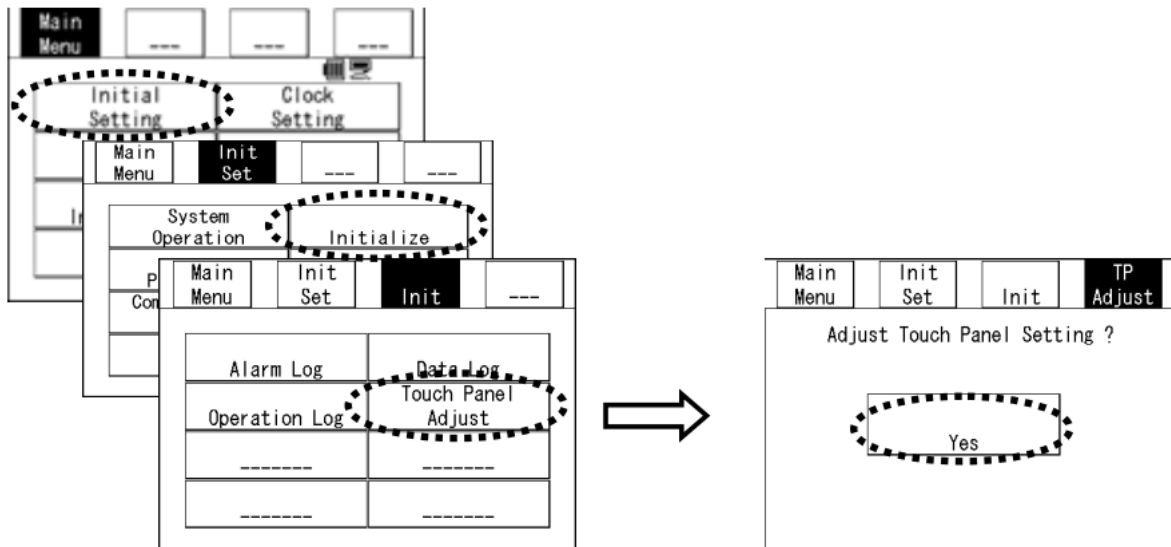 Main
Menu
---
---
---
Initial
Setting
Clock
Setting
Main
Menu
Init
Set
---
---
System
Operation
Initialize
Main
Menu
Init
Set
Init
---
Alarm Log
Data Log
Operation Log
Touch Panel
Adjust
-------
-------
-------
-------
Main
Menu
Init
Set
Init
TP
Adjust
Adjust Touch Panel Setting ?
Yes